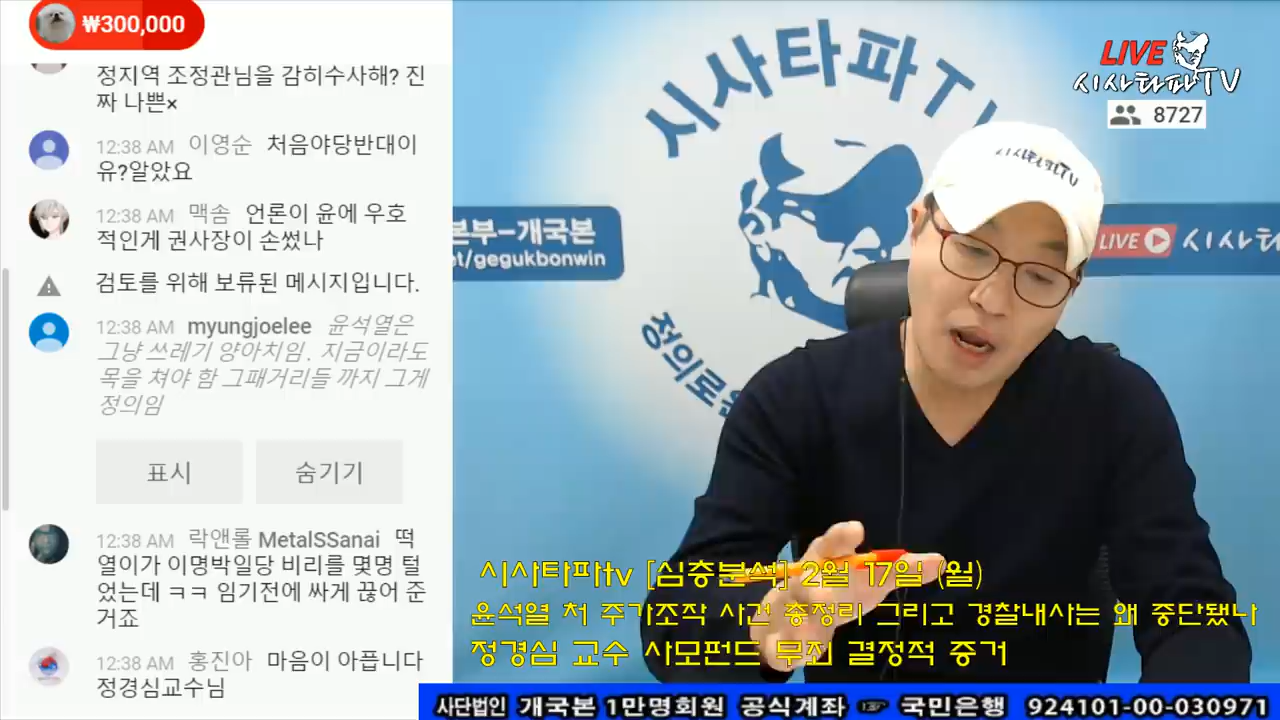 ₩300,000
정지역 조정관님을 감히수사해? 진
짜 나쁜×
12:38 AM 이영순 처음야당반대이
유?알았요
12:38 AM 맥솜 언론이 윤에 우호
적인게 권사장이 손썼나
검토를 위해 보류된 메시지입니다.
12:38 AM myungjoelee 윤석열은
그냥 쓰레기 양아치임. 지금이라도
목을 쳐야 함 그패거리들 까지 그게
정의임
표시 숨기기
12:38 AM 락앤롤 MetalSSanai 떡
열이가 이명박일당 비리를 몇명 털
었는데 ㅋㅋ 임기전에 싸게 끊어 준
거죠
12:38 AM 홍진아 마음이 아픕니다
정경심교수님
시사타파TV
본부-개국본
et/gegukbonwin
정의로운
시사타파TV
LIVE 시사타
LIVE
시사타파TV
8727
시사타파tv [심층분석] 2월 17일 (월)
윤석열 처 주가조작 사건 총정리 그리고 경찰내사는 왜 중단됐나
정경심 교수 사모펀드 무죄 결정적 증거
사단법인 개국본 1만명회원 공식계좌 ☞ 국민은행 924101-00-030971